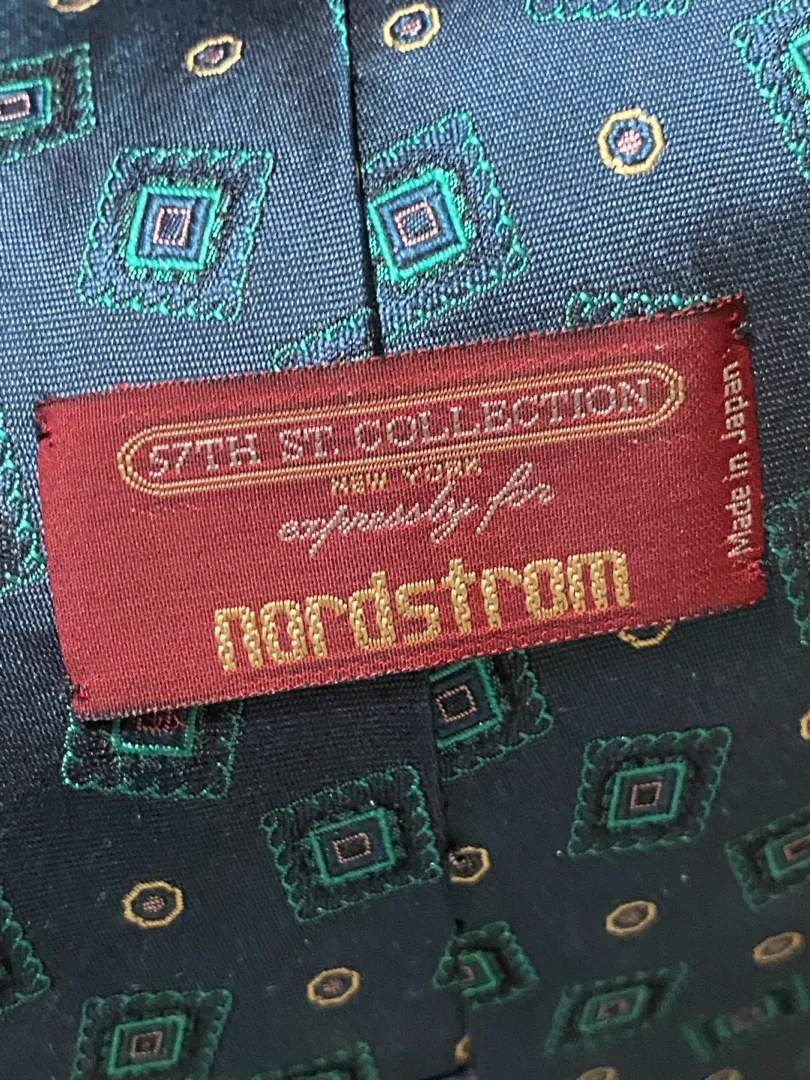 57TH ST. COLLECTION
NEW YORK
expressly for
nordstrom
Made in Japan